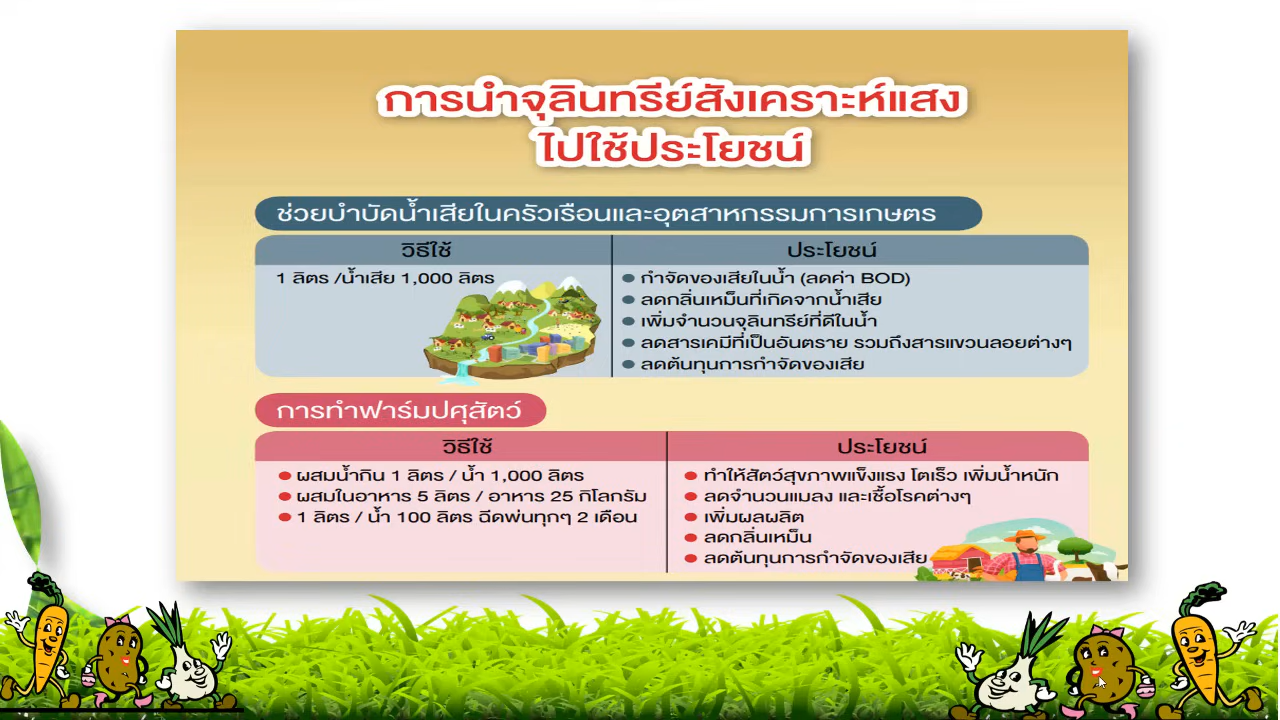 การนำจุลินทรีย์สังเคราะห์แสง
ไปใช้ประโยชน์
ช่วยบำบัดน้ำเสียในครัวเรือนและอุตสาหกรรมการเกษตร
วิธีใช้
ประโยชน์
1 ลิตร /น้ำเสีย 1,000 ลิตร
กำจัดของเสียในน้ำ (ลดค่า BOD)
ลดกลิ่นเหม็นที่เกิดจากน้ำเสีย
เพิ่มจำนวนจุลินทรีย์ที่ดีในน้ำ
ลดสารเคมีที่เป็นอันตราย รวมถึงสารแขวนลอยต่างๆ
ลดต้นทุนการกำจัดของเสีย
การทำฟาร์มปศุสัตว์
วิธีใช้
ประโยชน์
ผสมน้ำกิน 1 ลิตร / น้ำ 1,000 ลิตร
ผสมในอาหาร 5 ลิตร / อาหาร 25 กิโลกรัม
1 ลิตร / น้ำ 100 ลิตร ฉีดพ่นทุกๆ 2 เดือน
ทำให้สัตว์สุขภาพแข็งแรง โตเร็ว เพิ่มน้ำหนัก
ลดจำนวนแมลง และเชื้อโรคต่างๆ
เพิ่มผลผลิต
ลดกลิ่นเหม็น
ลดต้นทุนการกำจัดของเสีย